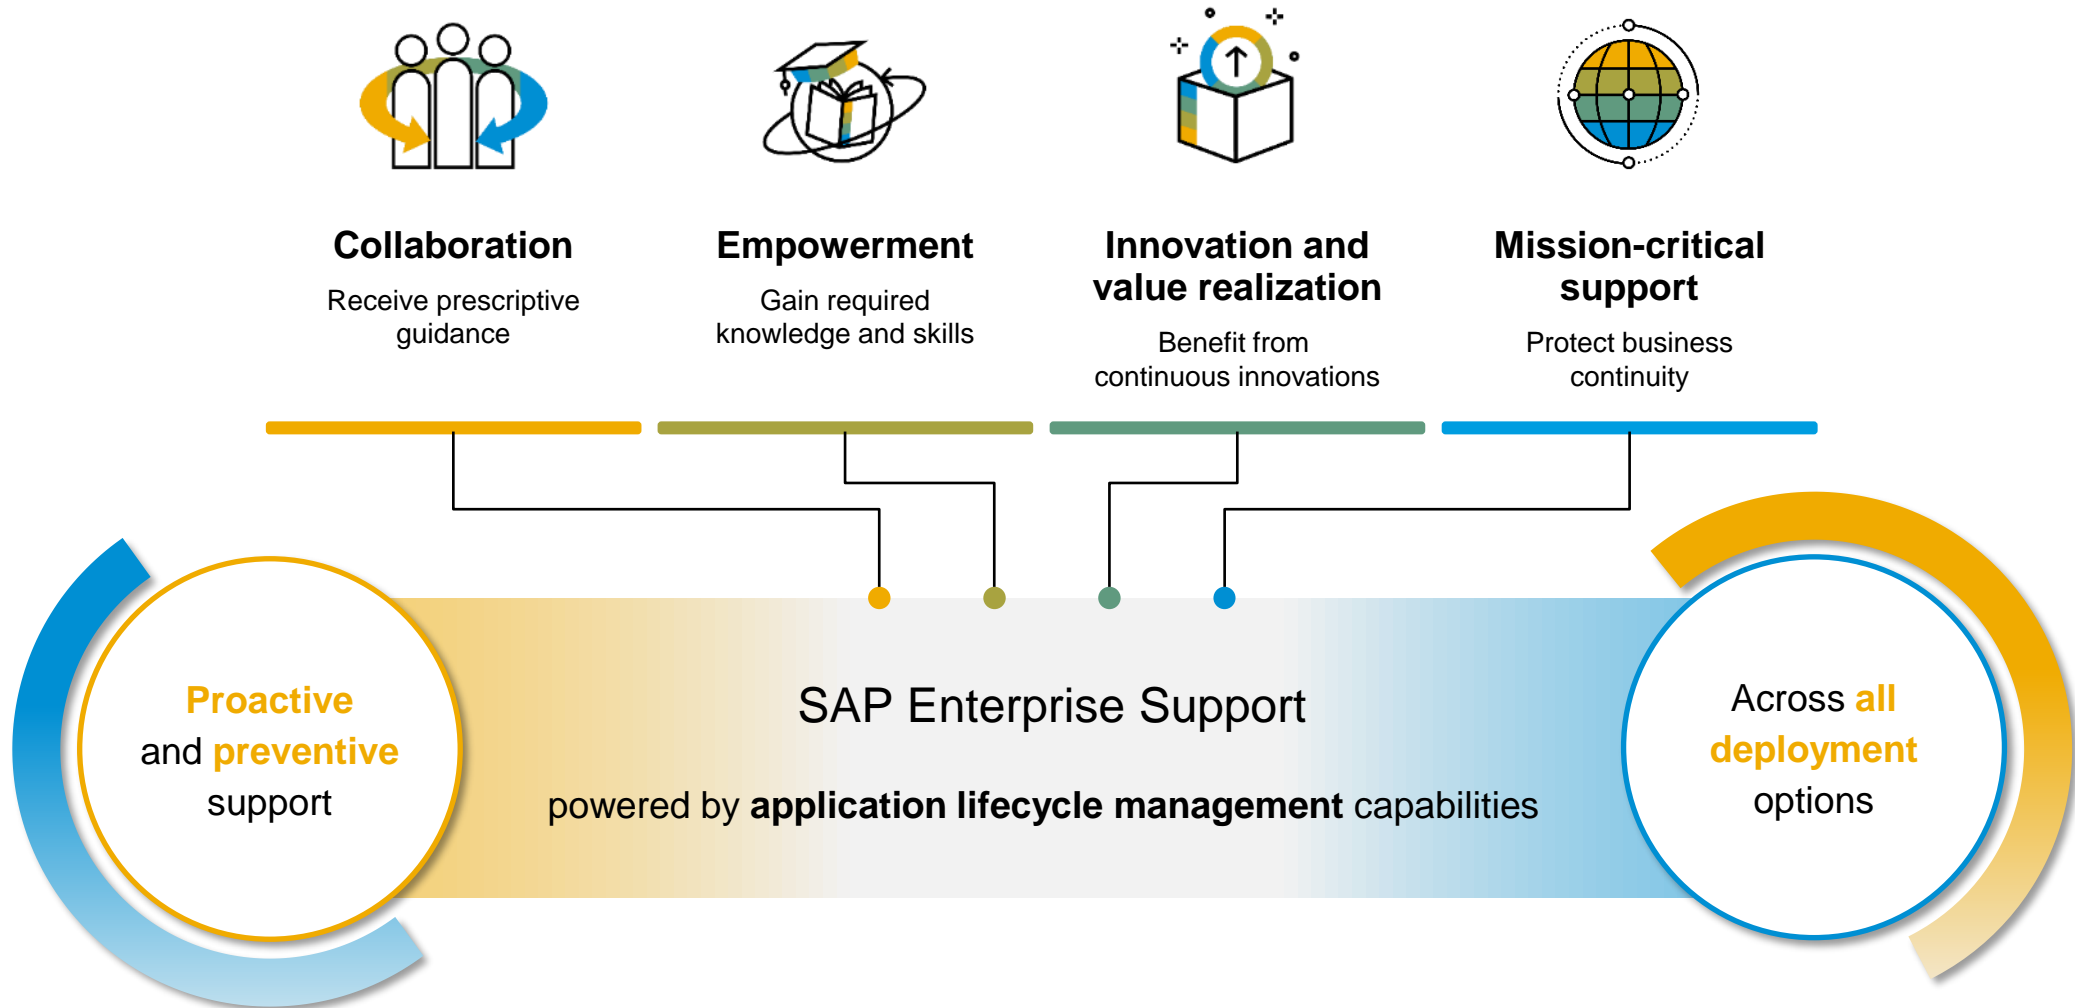 Collaboration
Receive prescriptive
guidance
Empowerment
Gain required
knowledge and skills
Innovation and
value realization
Benefit from
continuous innovations
Mission-critical
support
Protect business
continuity
Proactive
and preventive
support
SAP Enterprise Support
powered by application lifecycle management capabilities
Across all
deployment
options